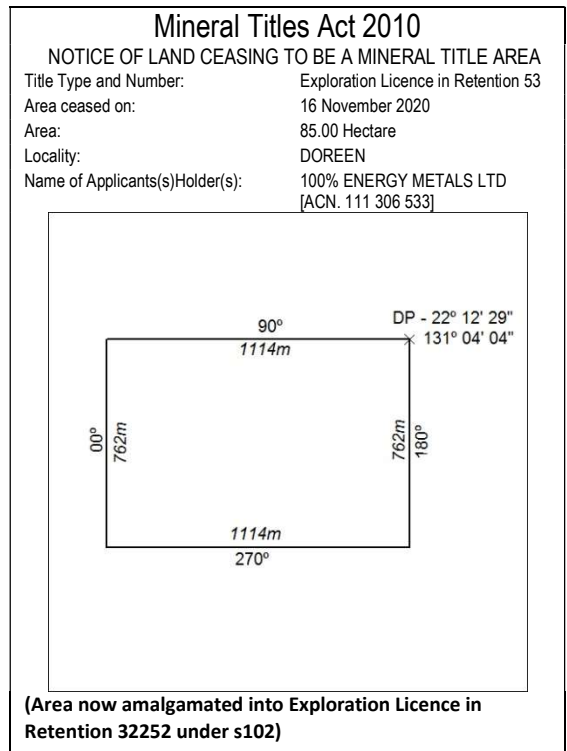 Mineral Titles Act 2010
NOTICE OF LAND CEASING TO BE A MINERAL TITLE AREA
Title Type and Number: Exploration Licence in Retention 53
Area ceased on: 16 November 2020
Area: 85.00 Hectare
Locality: DOREEN
Name of Applicants(s)Holder(s): 100% ENERGY METALS LTD
[ACN. 111 306 533]
DP - 22º 12' 29"
131º 04' 04"
90º
1114m
00º
762m
762m
180º
1114m
270º
(Area now amalgamated into Exploration Licence in
Retention 32252 under s102)